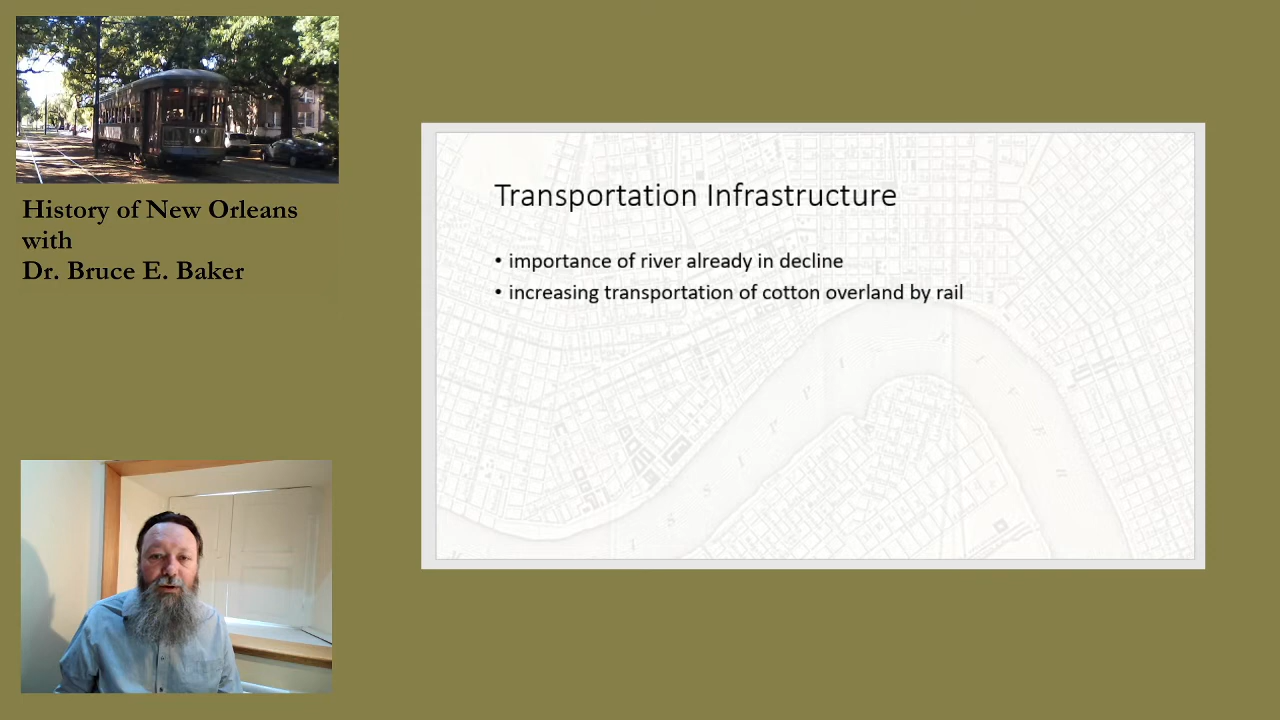 910
History of New Orleans
with
Dr. Bruce E. Baker
Transportation Infrastructure
• importance of river already in decline
• increasing transportation of cotton overland by rail